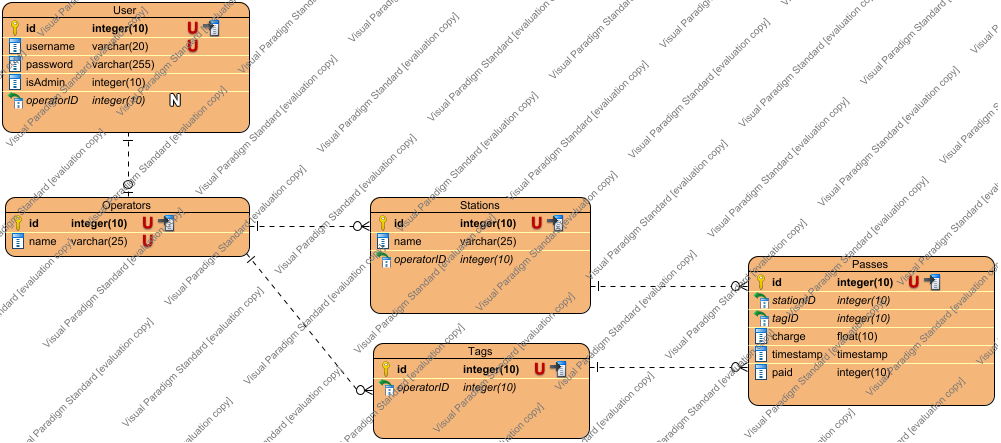 User
id integer(10) U
username varchar(20) U
password varchar(255)
isAdmin integer(10)
operatorID integer(10) N
Operators
id integer(10) U
name varchar(25) U
Stations
id integer(10) U
name varchar(25)
operatorID integer(10)
Tags
id integer(10) U
operatorID integer(10)
Passes
id integer(10) U
stationID integer(10)
tagID integer(10)
charge float(10)
timestamp timestamp
paid integer(10)
Visual Paradigm Standard [evaluation copy]